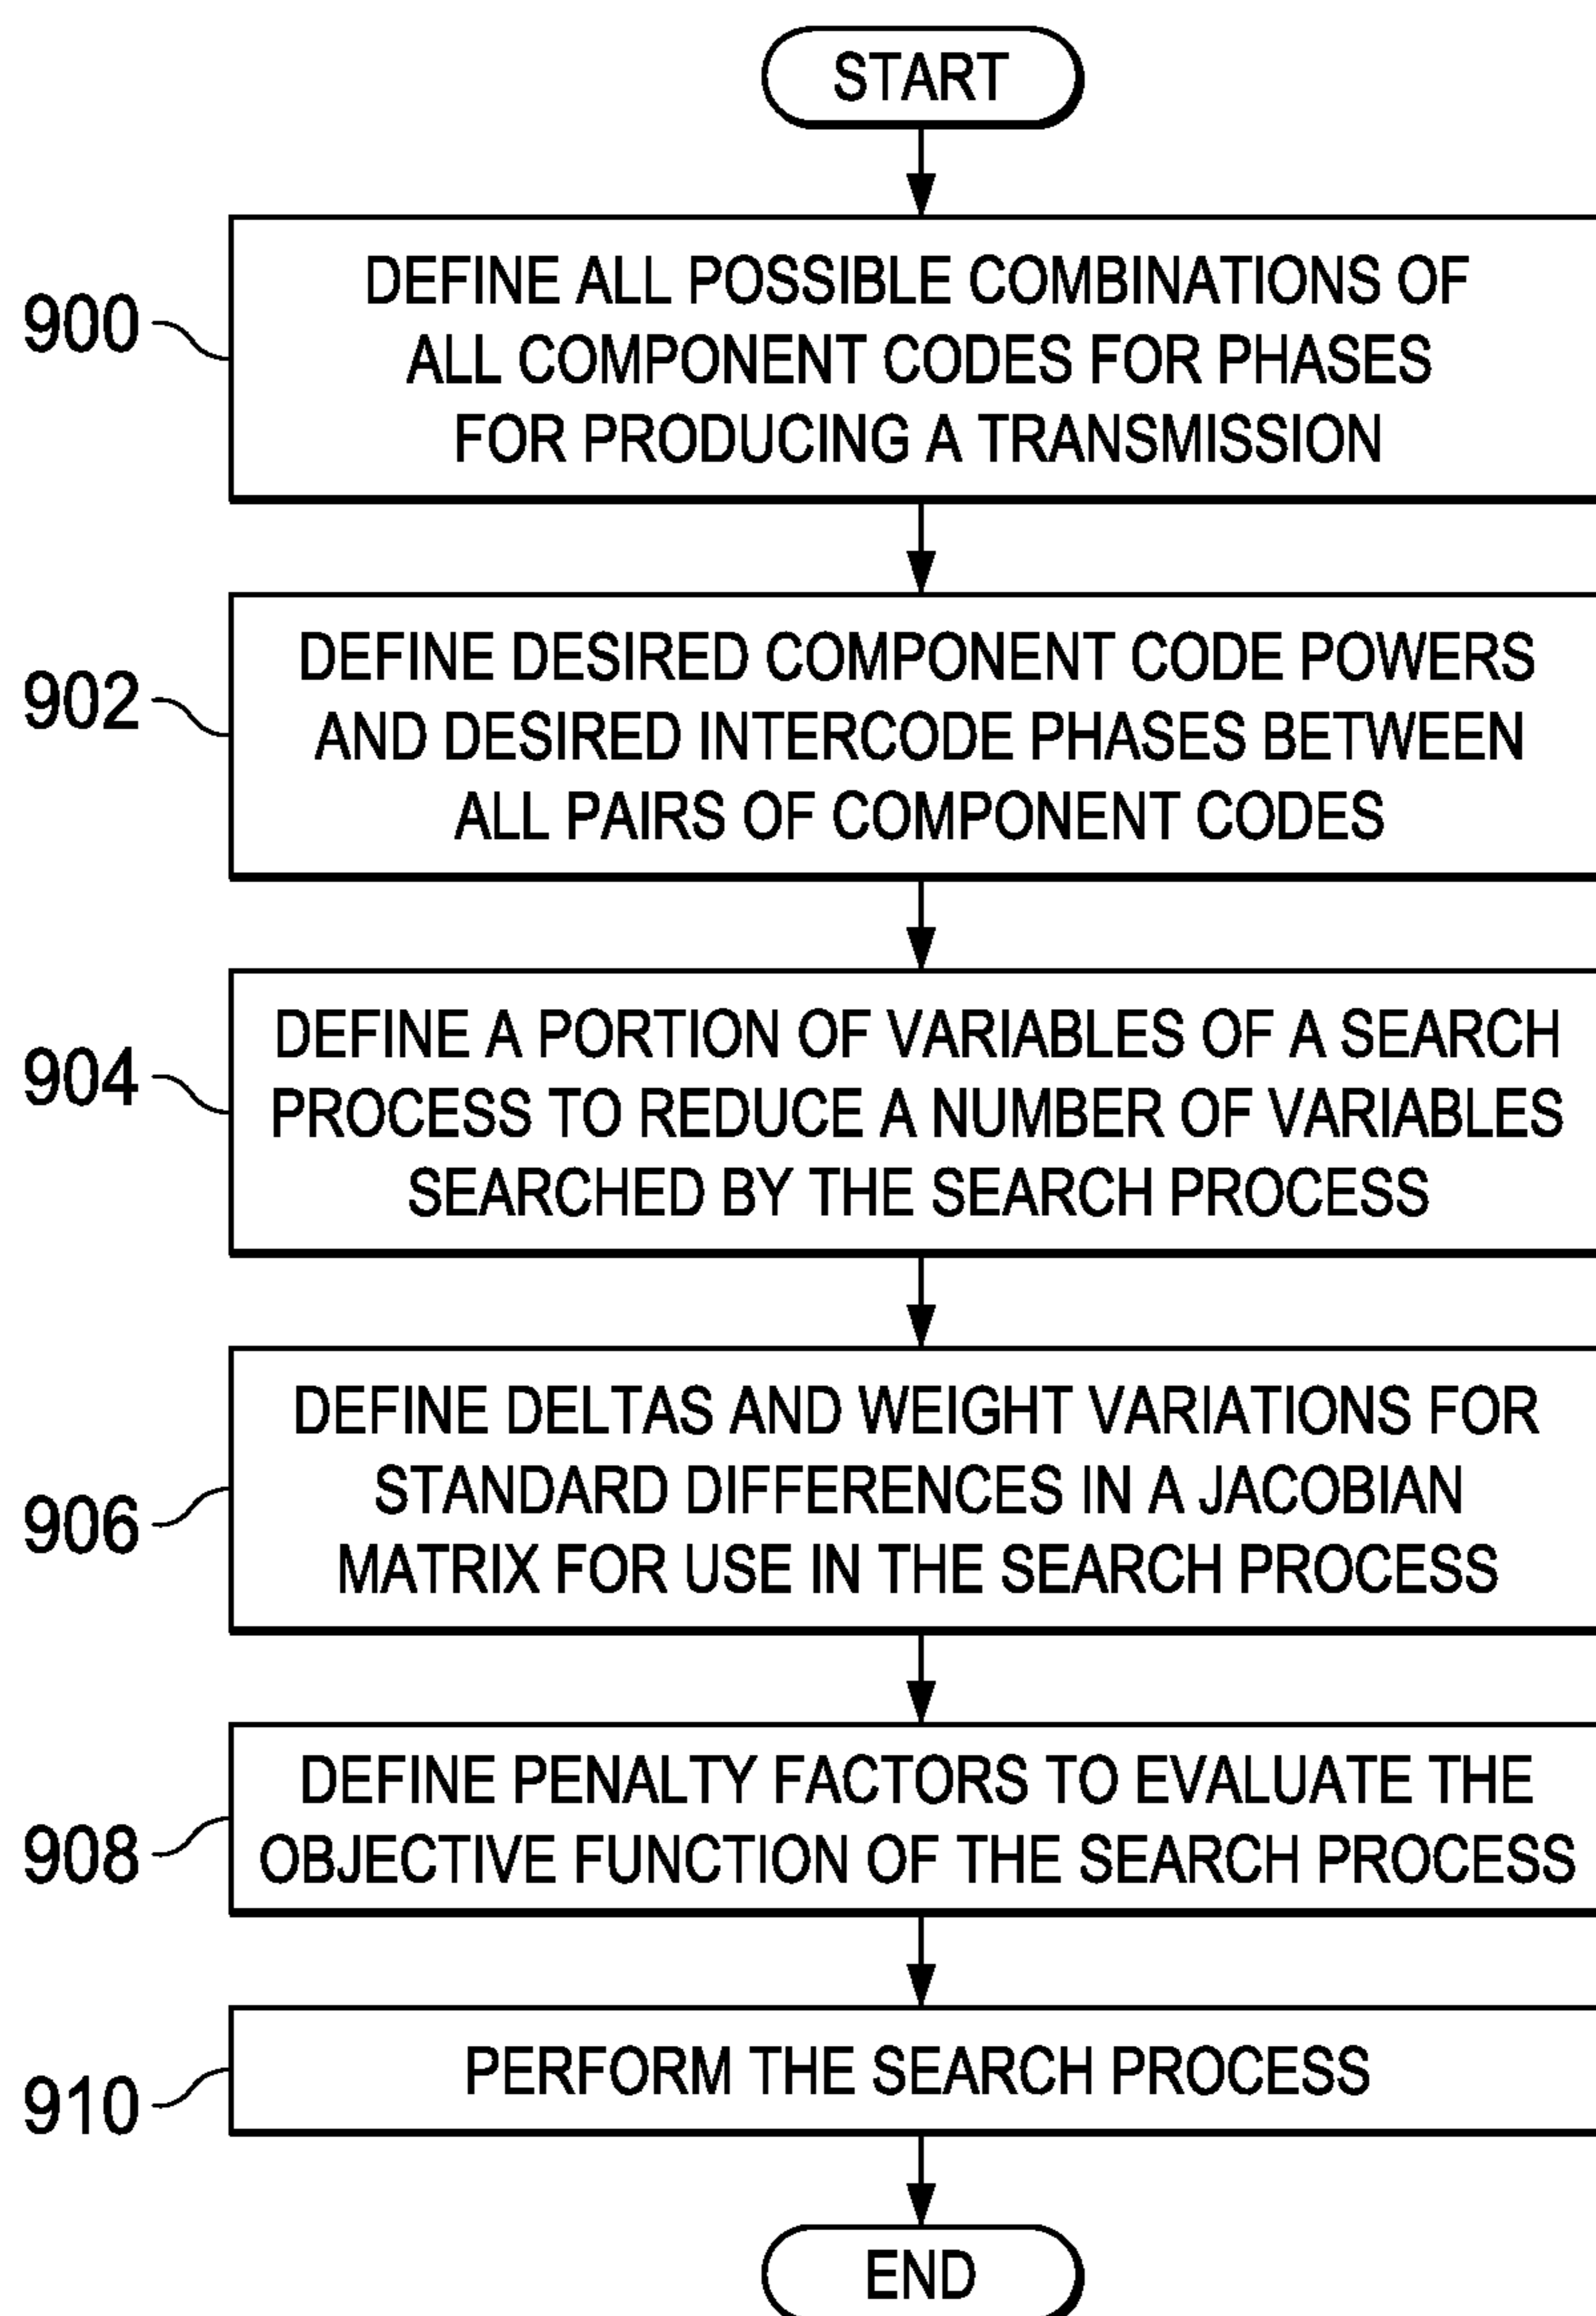 START
900
DEFINE ALL POSSIBLE COMBINATIONS OF
ALL COMPONENT CODES FOR PHASES
FOR PRODUCING A TRANSMISSION
902
DEFINE DESIRED COMPONENT CODE POWERS
AND DESIRED INTERCODE PHASES BETWEEN
ALL PAIRS OF COMPONENT CODES
904
DEFINE A PORTION OF VARIABLES OF A SEARCH
PROCESS TO REDUCE A NUMBER OF VARIABLES
SEARCHED BY THE SEARCH PROCESS
906
DEFINE DELTAS AND WEIGHT VARIATIONS FOR
STANDARD DIFFERENCES IN A JACOBIAN
MATRIX FOR USE IN THE SEARCH PROCESS
908
DEFINE PENALTY FACTORS TO EVALUATE THE
OBJECTIVE FUNCTION OF THE SEARCH PROCESS
910
PERFORM THE SEARCH PROCESS
END